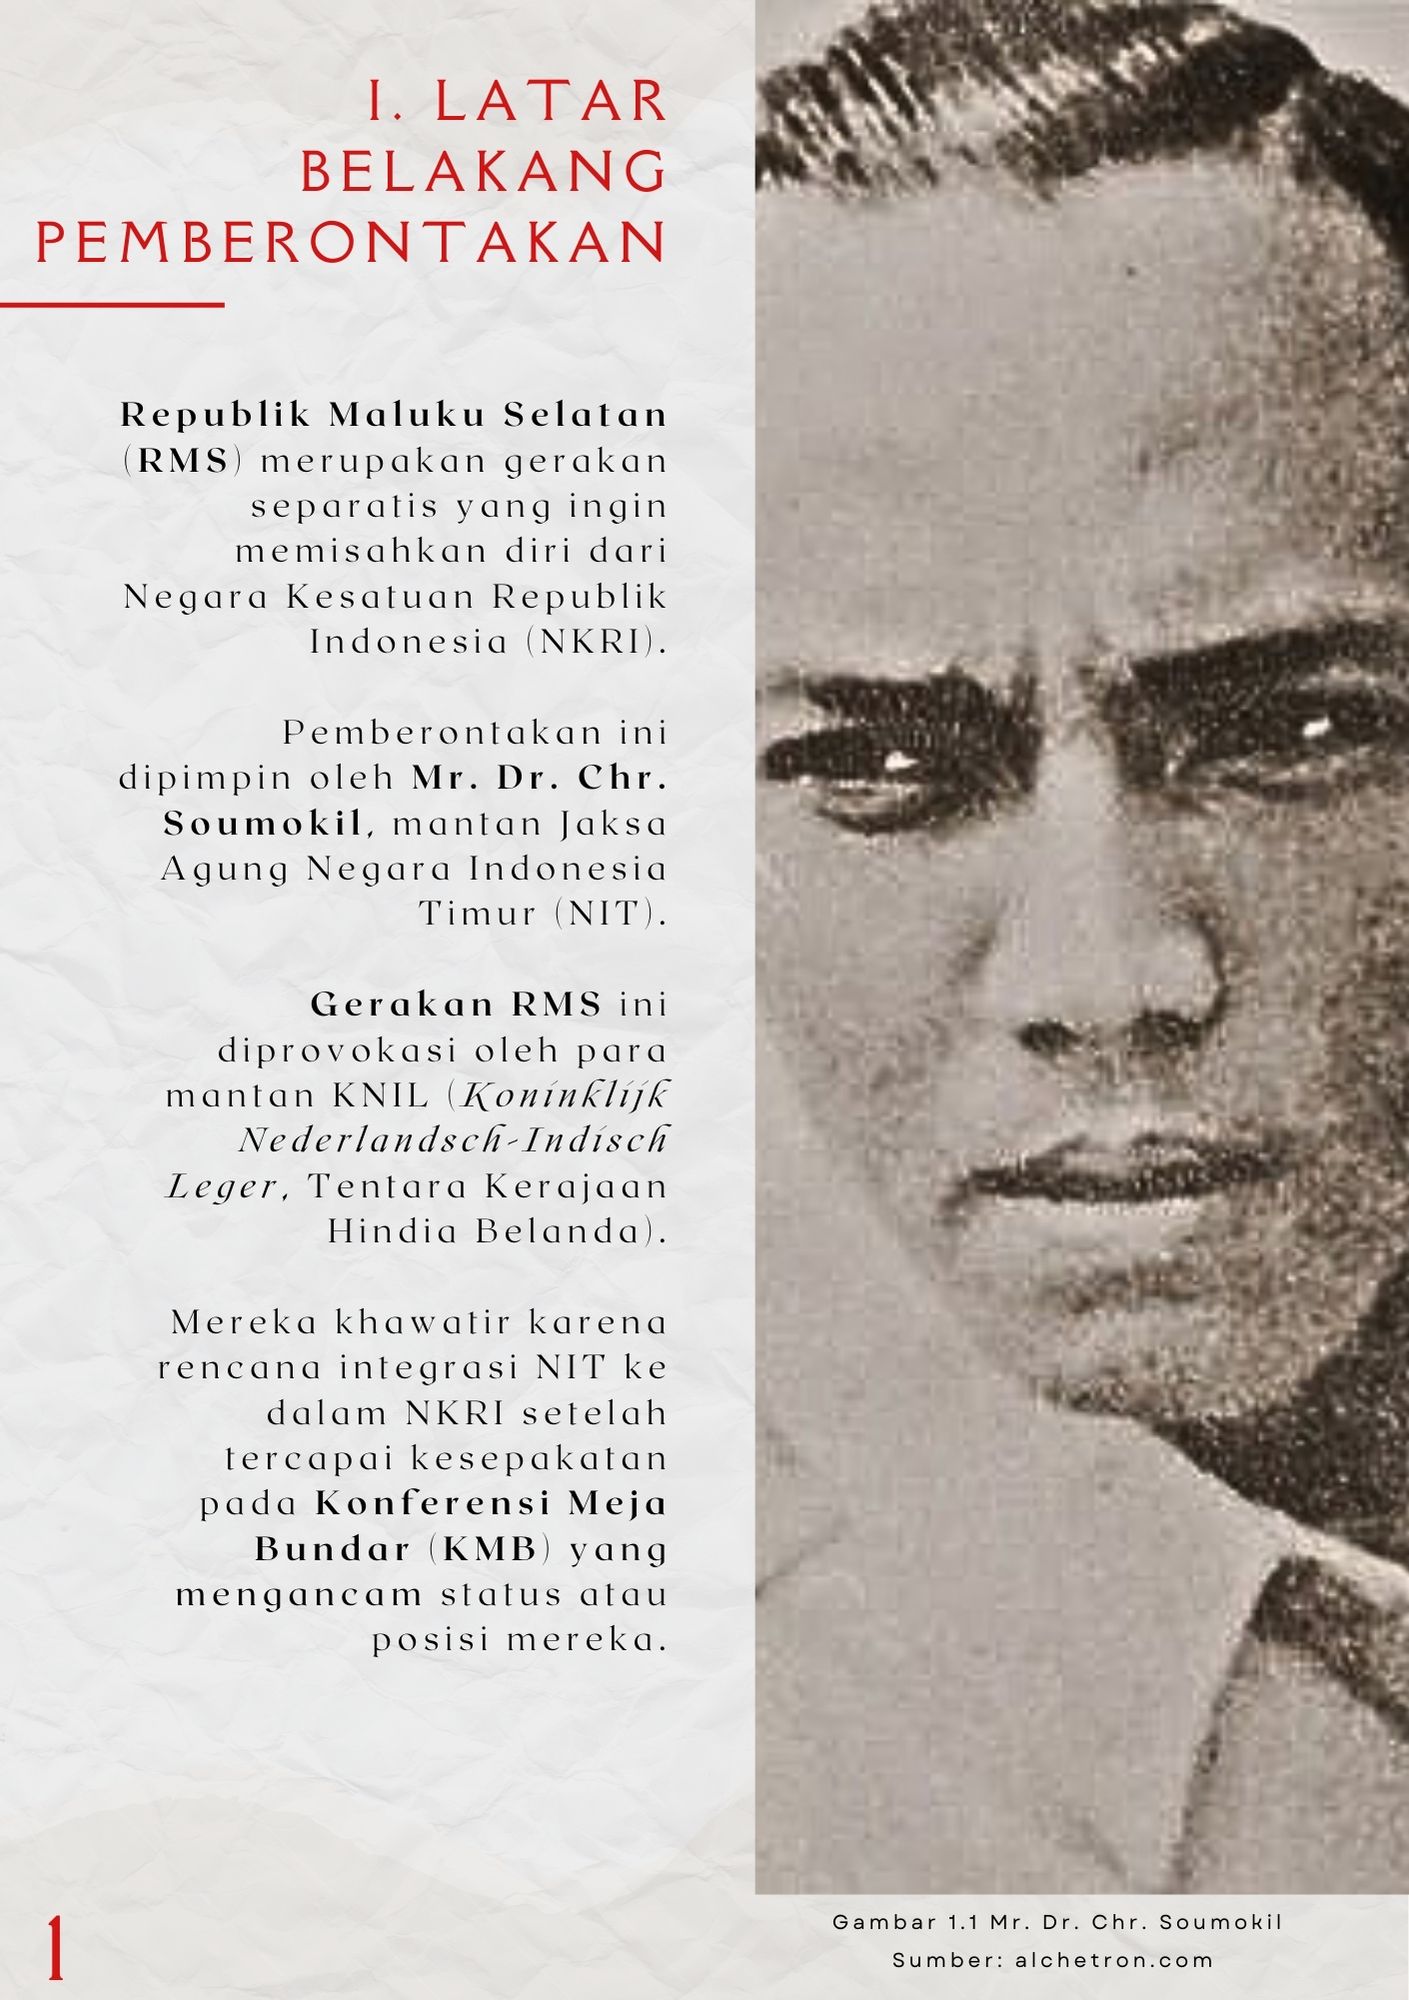 I. LATAR
BELAKANG
PEMBERONTAKAN
Republik Maluku Selatan
(RMS) merupakan gerakan
separatis yang ingin
memisahkan diri dari
Negara Kesatuan Republik
Indonesia (NKRI).
Pemberontakan ini
dipimpin oleh Mr. Dr. Chr.
Soumokil, mantan Jaksa
Agung Negara Indonesia
Timur (NIT).
Gerakan RMS ini
diprovokasi oleh para
mantan KNIL (Koninklijk
Nederlandsch-Indisch
Leger, Tentara Kerajaan
Hindia Belanda).
Mereka khawatir karena
rencana integrasi NIT ke
dalam NKRI setelah
tercapai kesepakatan
pada Konferensi Meja
Bundar (KMB) yang
mengancam status atau
posisi mereka.
1
Gambar 1.1 Mr. Dr. Chr. Soumokil
Sumber: alchetron.com